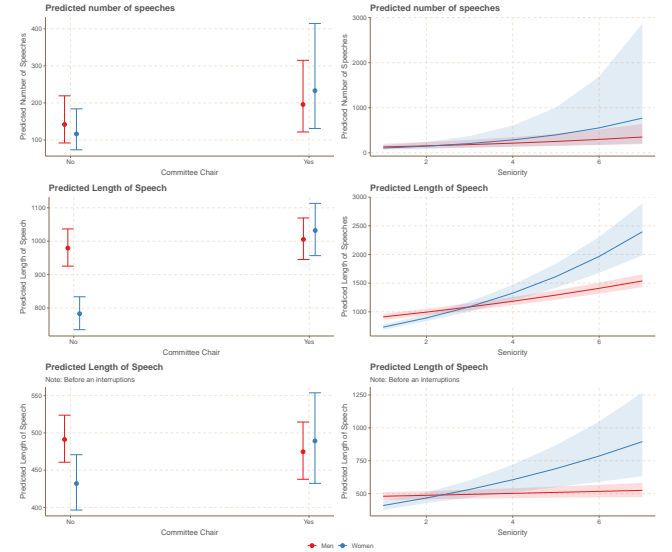 Predicted number of speeches
Predicted Number of Speeches
400
300
200
100
No
Yes
Committee Chair
Predicted number of speeches
Predicted Number of Speeches
3000
2000
1000
0
2
4
6
Seniority
Predicted Length of Speech
Predicted Length of Speech
1100
1000
900
800
No
Yes
Committee Chair
Predicted Length of Speech
Predicted Length of Speeches
3000
2500
2000
1500
1000
2
4
6
Seniority
Predicted Length of Speech
Note: Before an interruptions
Predicted Length of Speech
550
500
450
400
No
Yes
Committee Chair
Predicted Length of Speech
Note: Before an interruptions
Predicted Length of Speech
1250
1000
750
500
2
4
6
Seniority
Men
Women